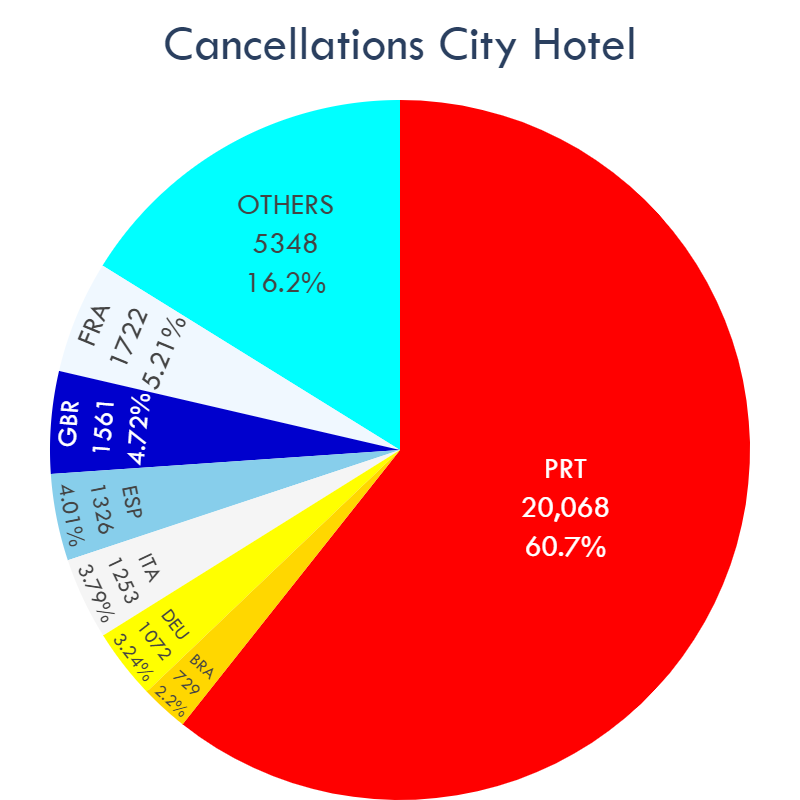 Cancellations City Hotel
OTHERS
5348
16.2%
FRA
1722
5.21%
GBR
1561
4.72%
ESP
1326
4.01%
ITA
1253
3.79%
DEU
1072
3.24%
BRA
729
2.2%
PRT
20,068
60.7%